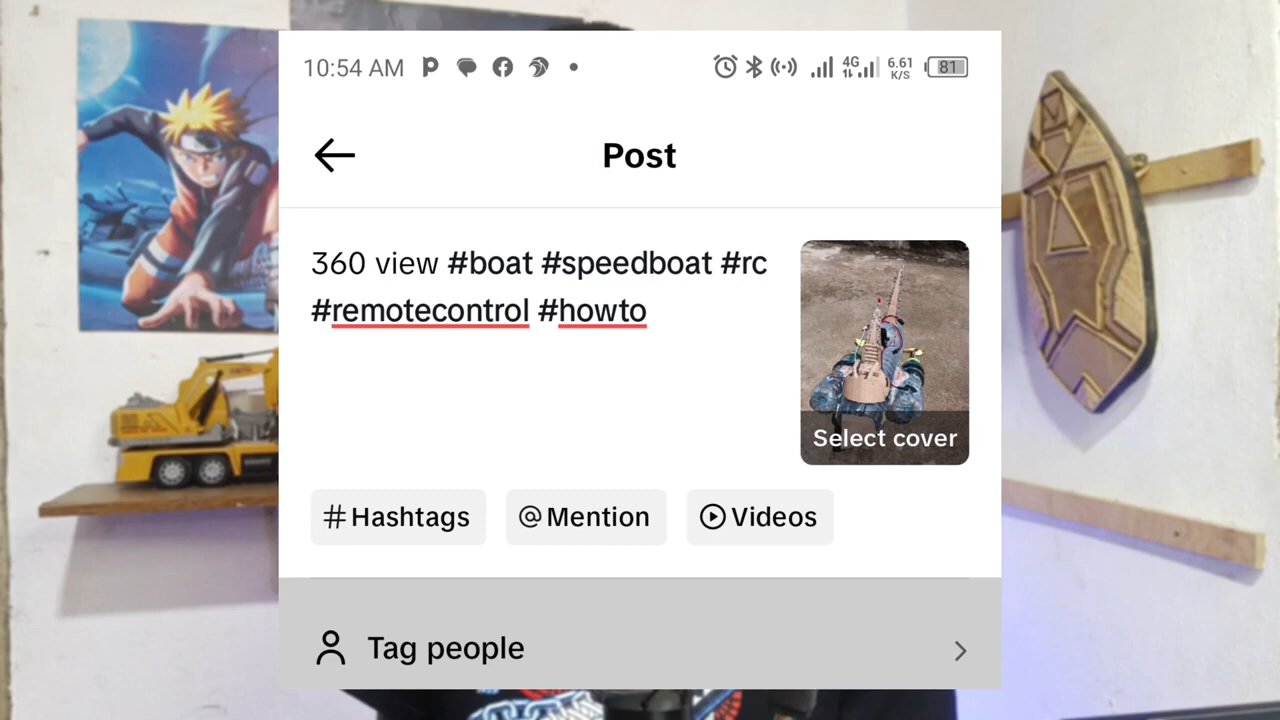 10:54 AM 4G 6.61 K/S 81
Post
360 view #boat #speedboat #rc
#remotecontrol #howto
Select cover
#Hashtags @Mention Videos
Tag people